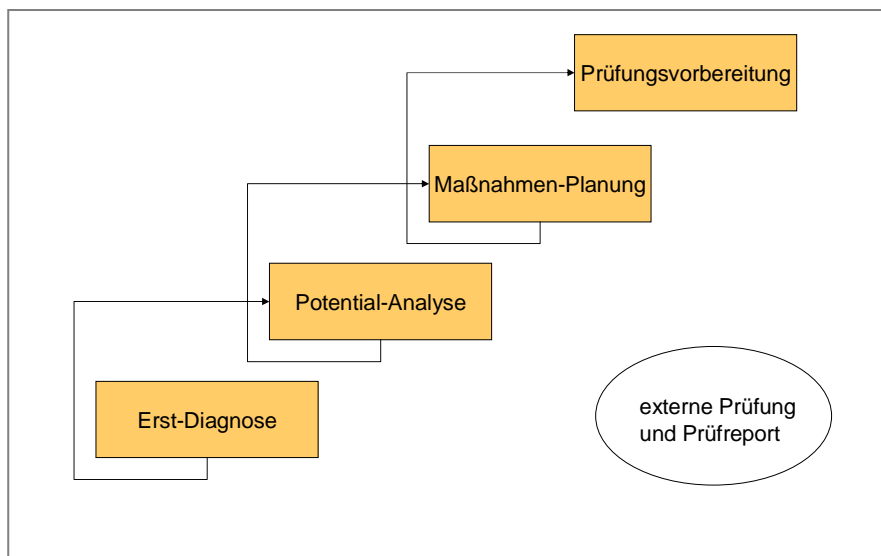 Prüfungsvorbereitung
Maßnahmen-Planung
Potential-Analyse
Erst-Diagnose
externe Prüfung
und Prüfreport